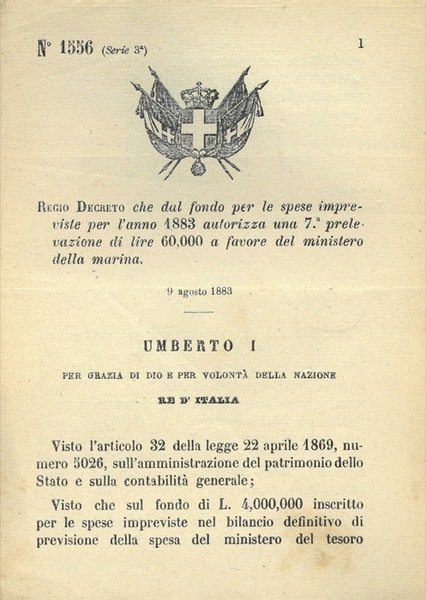 N° 1556 (Serie 3ª)
1
REGIO DECRETO che dal fondo per le spese impre-
viste per l'anno 1883 autorizza una 7.ª prele-
vazione di lire 60,000 a favore del ministero
della marina.
9 agosto 1883
UMBERTO I
PER GRAZIA DI DIO E PER VOLONTÀ DELLA NAZIONE
RE D'ITALIA
Visto l'articolo 32 della legge 22 aprile 1869, nu-
mero 5026, sull'amministrazione del patrimonio dello
Stato e sulla contabilità generale;
Visto che sul fondo di L. 4,000,000 inscritto
per le spese impreviste nel bilancio definitivo di
previsione della spesa del ministero del tesoro